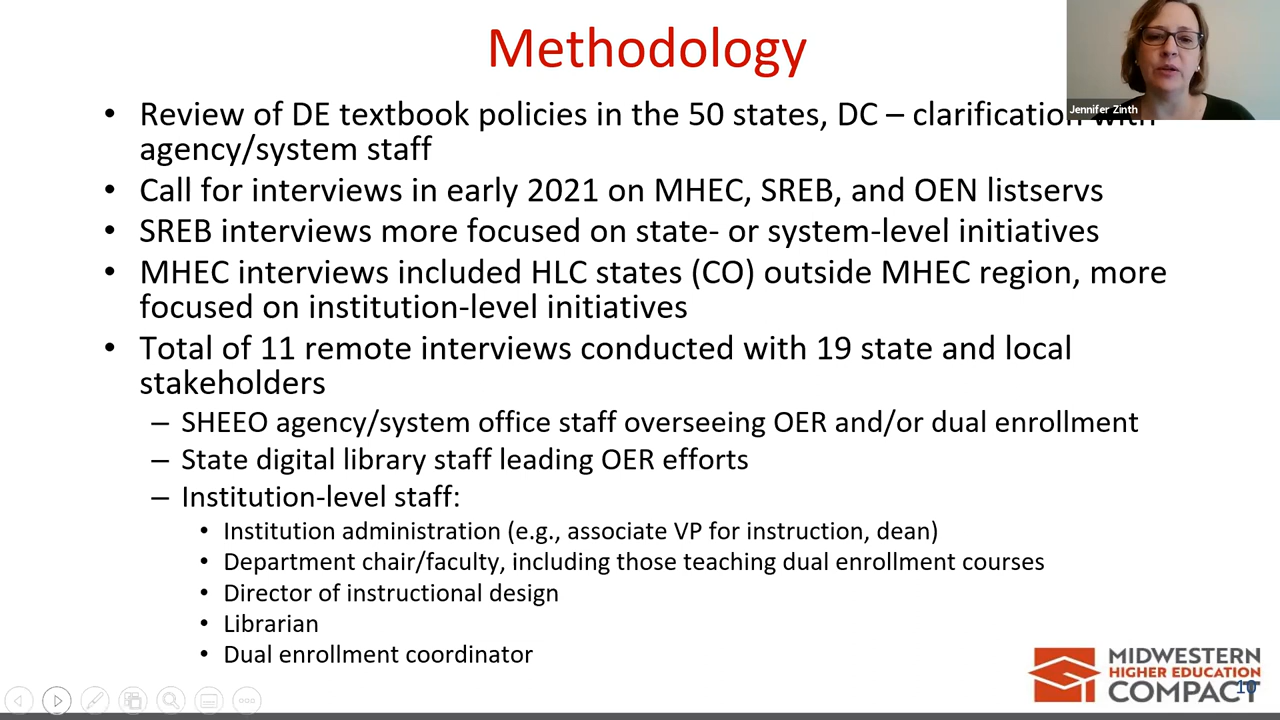 Methodology
Jennifer Zinth
• Review of DE textbook policies in the 50 states, DC – clarification with
agency/system staff
• Call for interviews in early 2021 on MHEC, SREB, and OEN listservs
• SREB interviews more focused on state- or system-level initiatives
• MHEC interviews included HLC states (CO) outside MHEC region, more
focused on institution-level initiatives
• Total of 11 remote interviews conducted with 19 state and local
stakeholders
– SHEEO agency/system office staff overseeing OER and/or dual enrollment
– State digital library staff leading OER efforts
– Institution-level staff:
• Institution administration (e.g., associate VP for instruction, dean)
• Department chair/faculty, including those teaching dual enrollment courses
• Director of instructional design
• Librarian
• Dual enrollment coordinator
MIDWESTERN
HIGHER EDUCATION
COMPACT
10